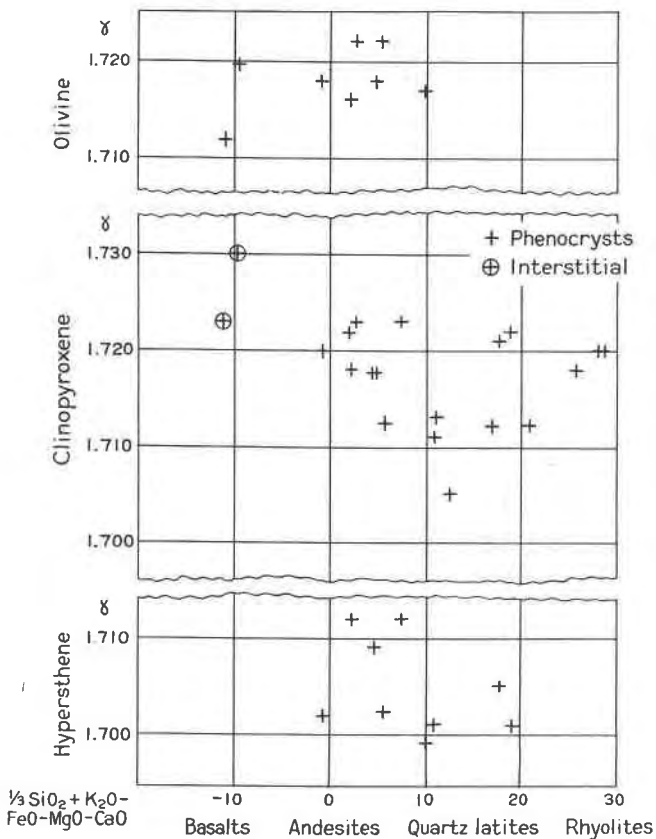 γ
1.720
1.710
Olivine
γ
1.730
1.720
1.710
1.700
Clinopyroxene
+ Phenocrysts
⊕ Interstitial
γ
1.710
1.700
Hypersthene
⅓ SiO₂ + K₂O–
FeO–MgO–CaO
-10 0 10 20 30
Basalts Andesites Quartz latites Rhyolites